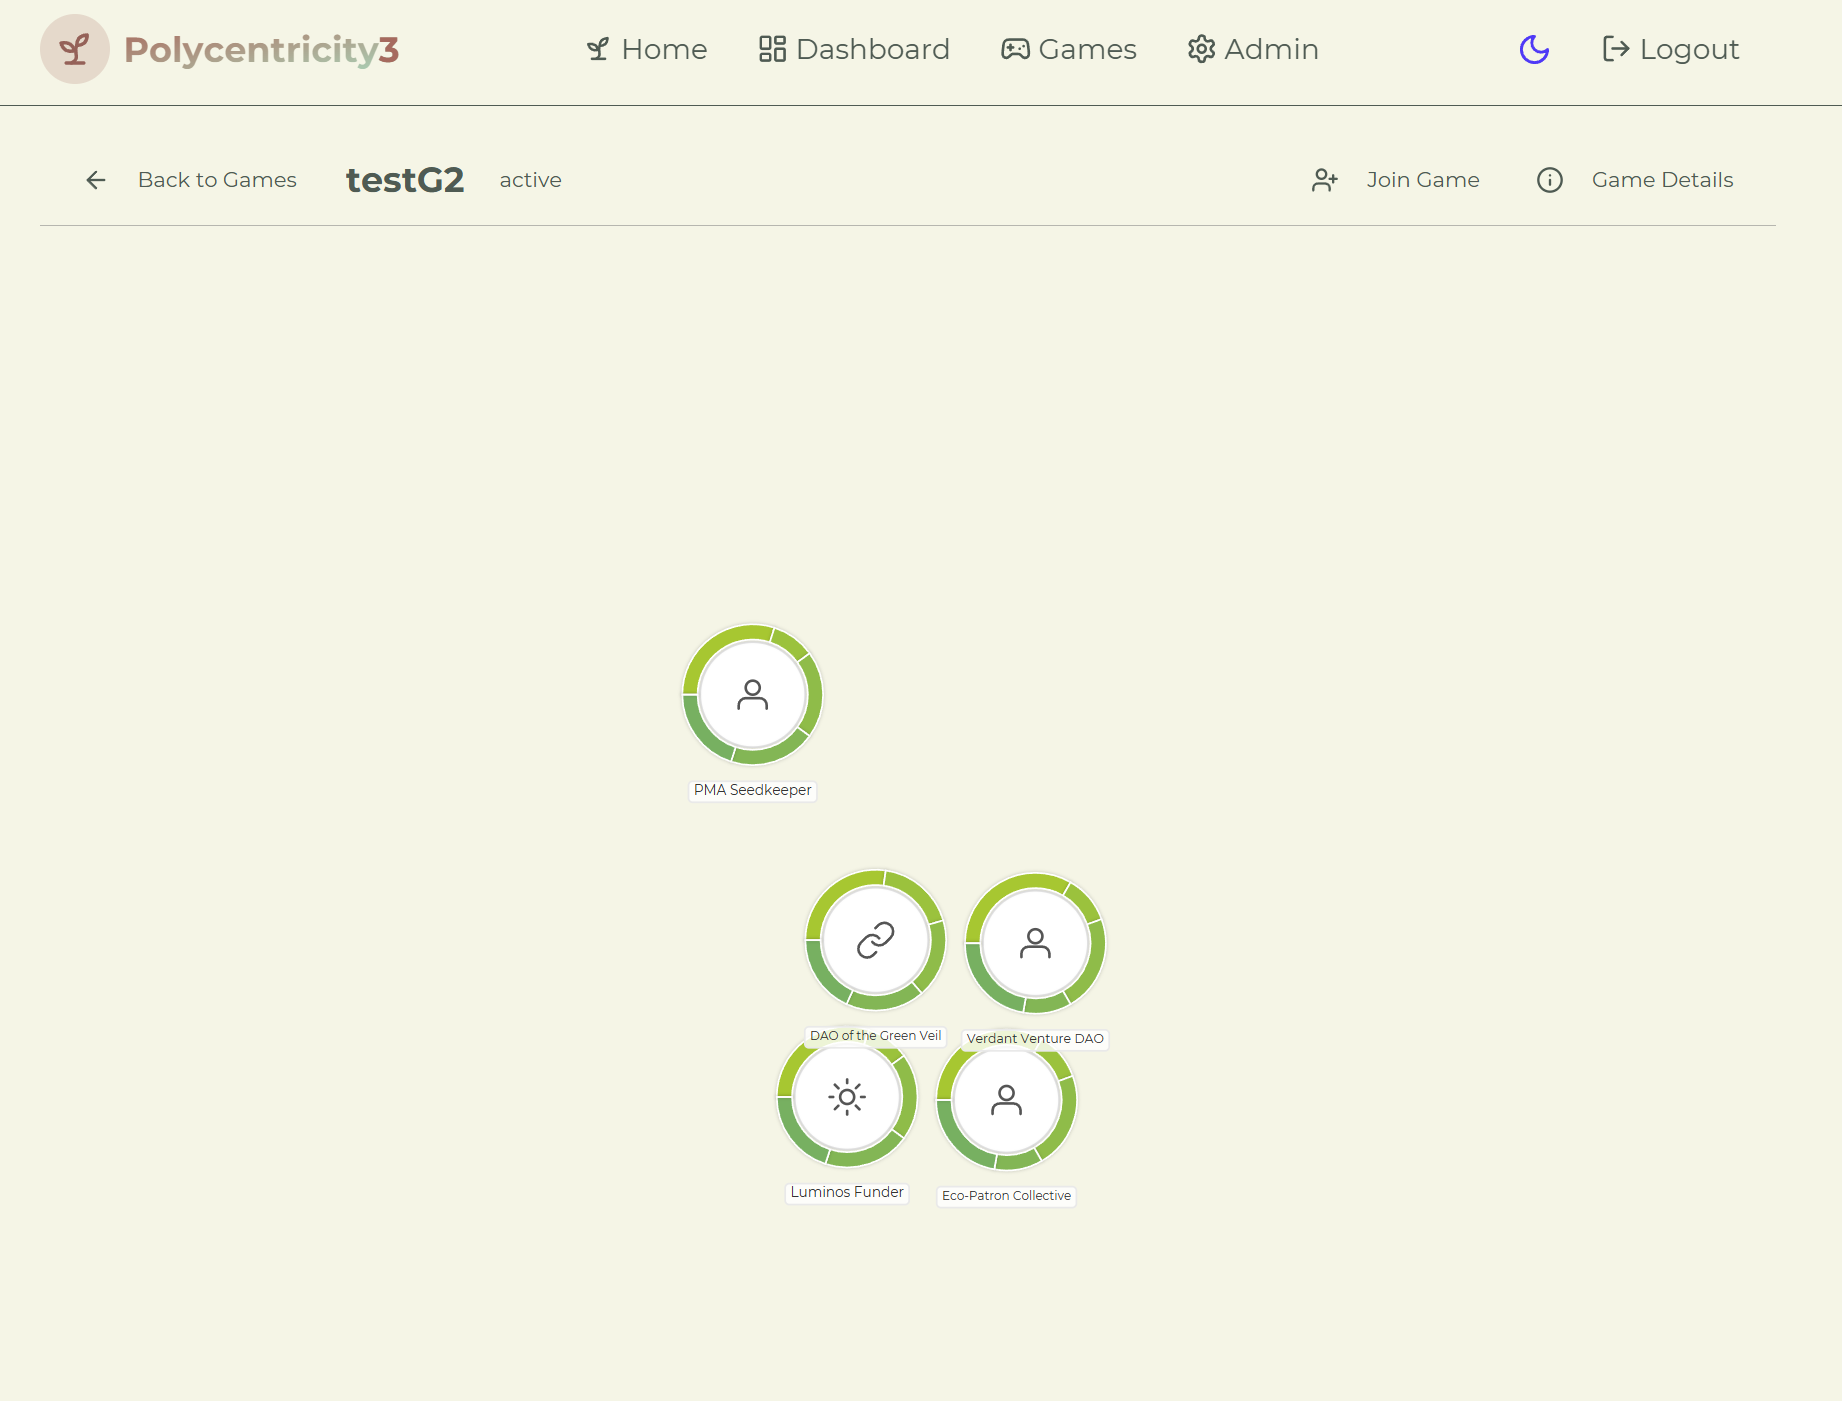 Polycentricity3
Home
Dashboard
Games
Admin
Logout
Back to Games
testG2
active
Join Game
Game Details
PMA Seedkeeper
DAO of the Green Veil
Verdant Venture DAO
Luminos Funder
Eco-Patron Collective